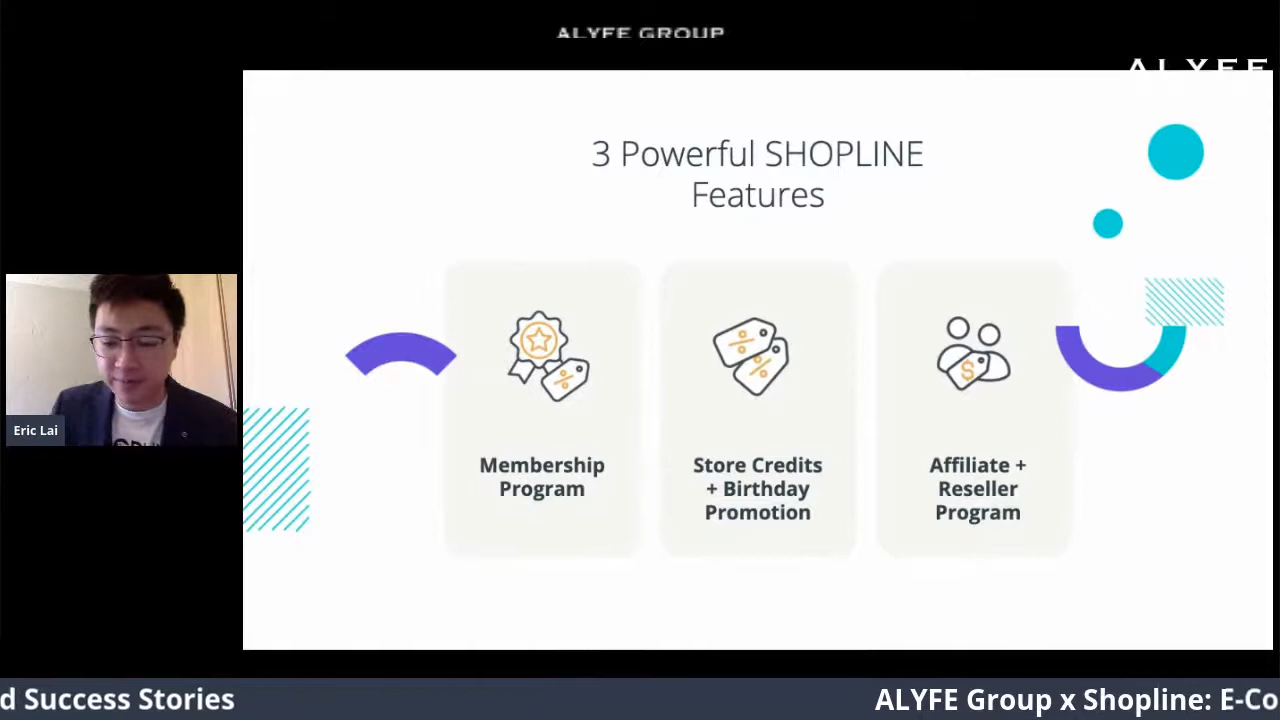 ALYFE GROUP
ALYFE
3 Powerful SHOPLINE
Features
Eric Lai
Membership
Program
Store Credits
+ Birthday
Promotion
Affiliate +
Reseller
Program
d Success Stories
ALYFE Group x Shopline: E-Co